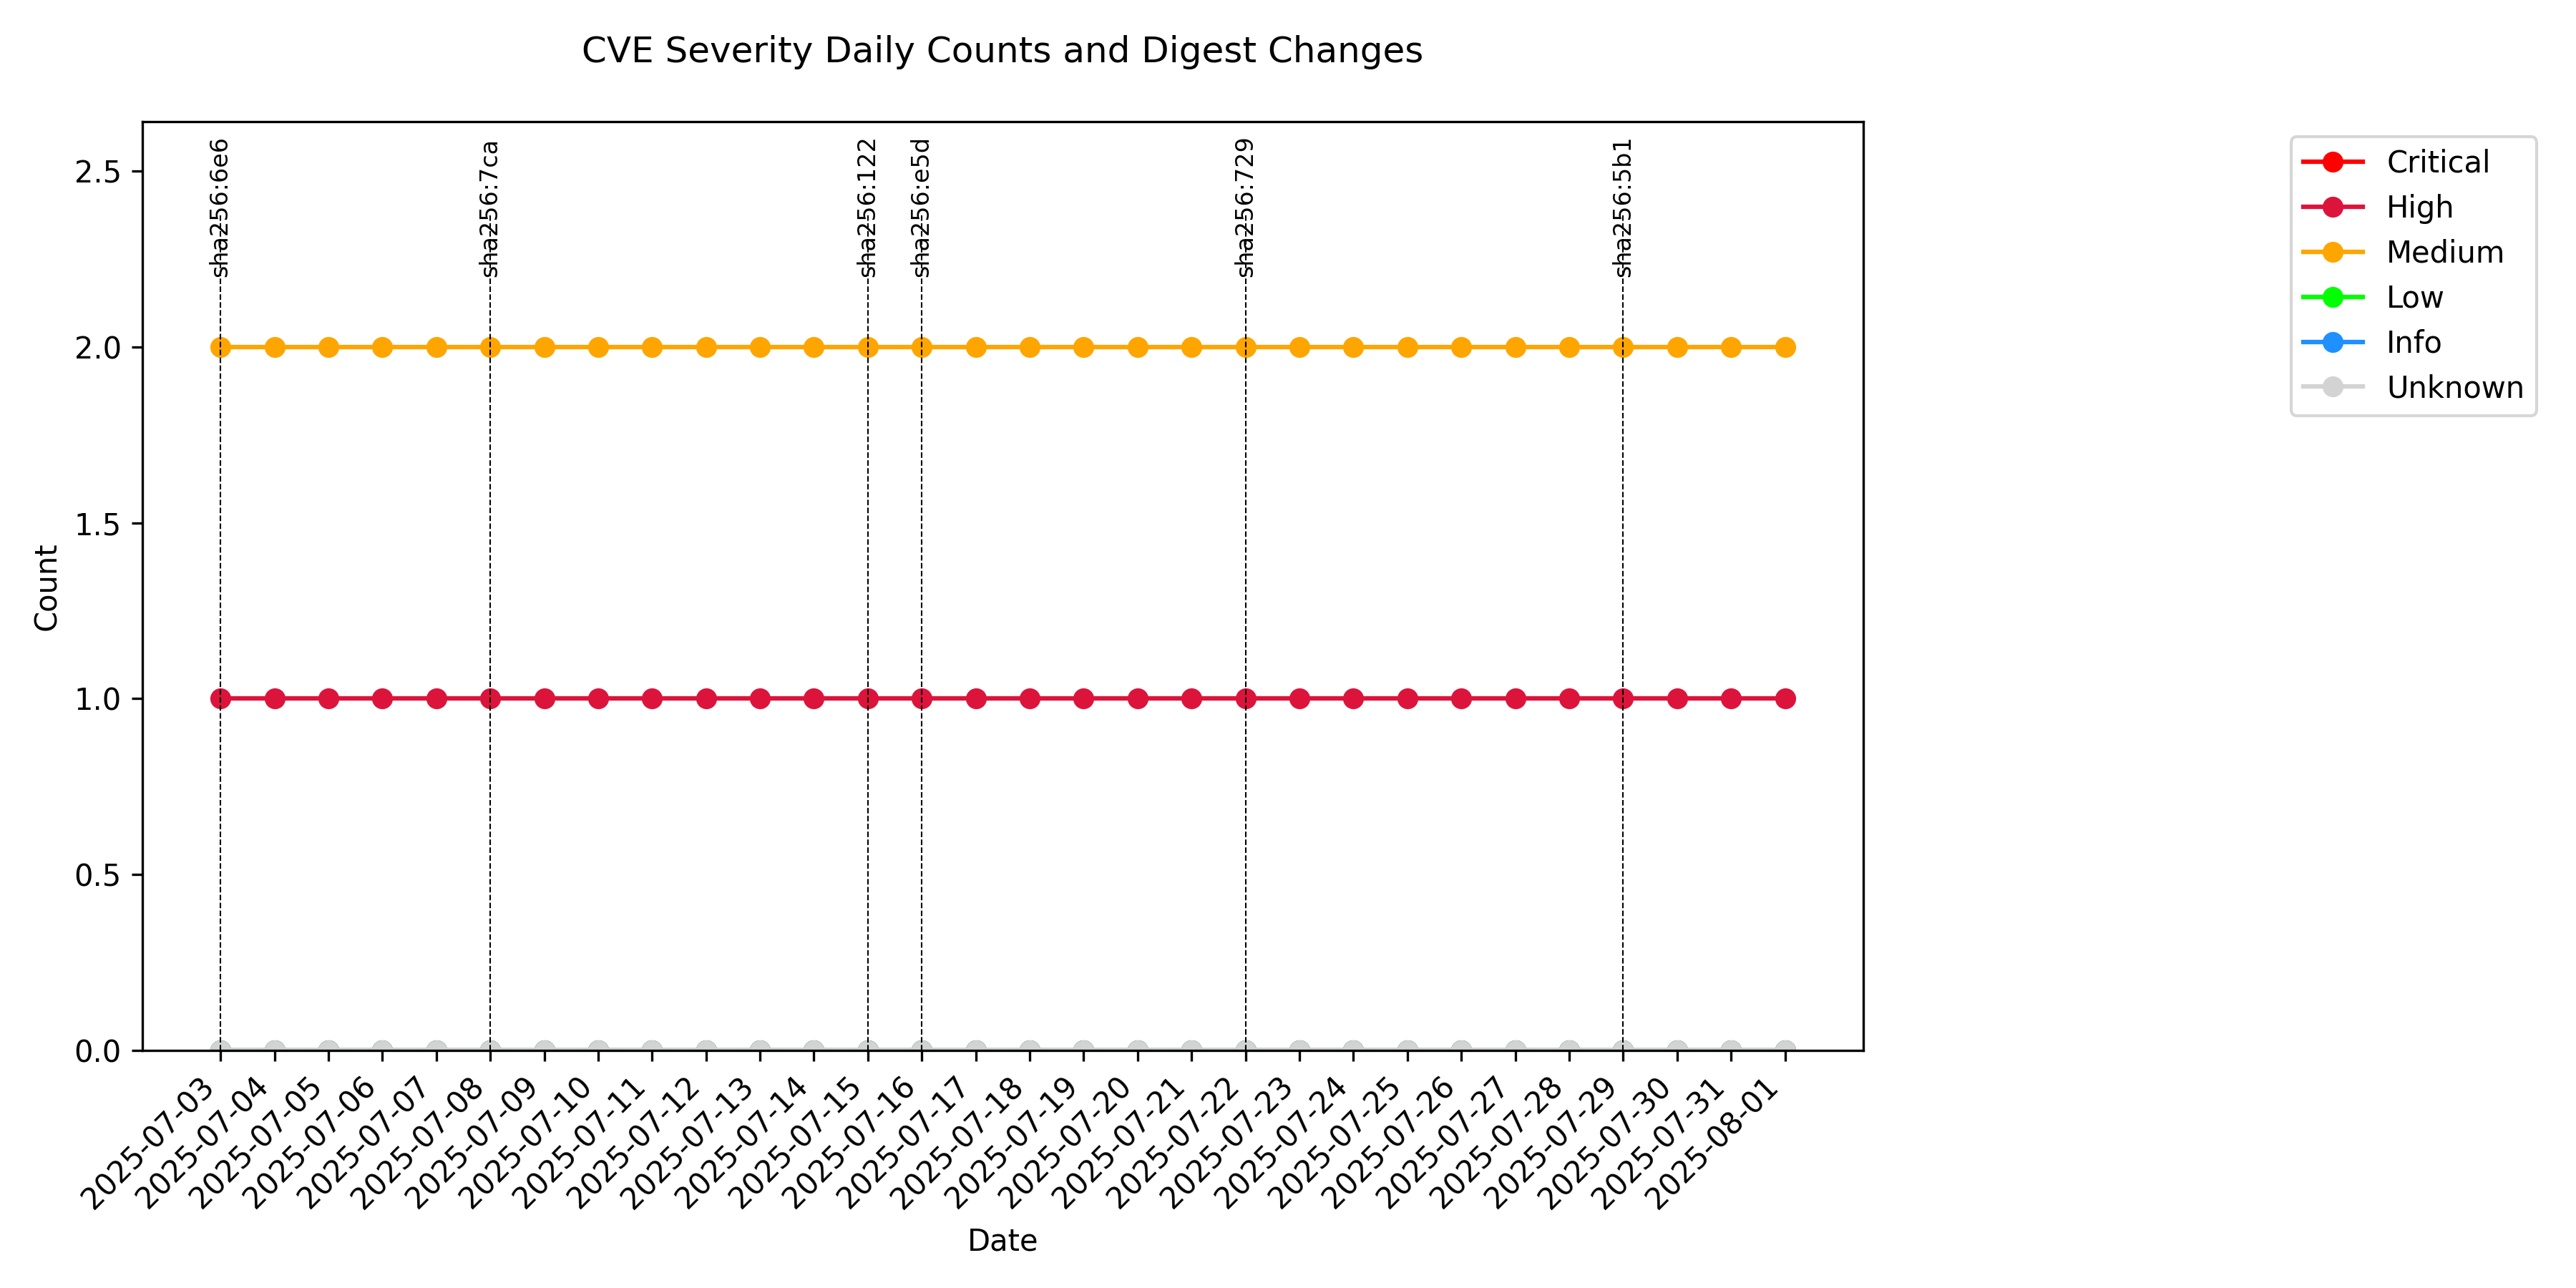 CVE Severity Daily Counts and Digest Changes
sha256:6e6
sha256:7ca
sha256:122
sha256:e5d
sha256:729
sha256:5b1
Critical
High
Medium
Low
Info
Unknown
2.5
2.0
1.5
1.0
0.5
0.0
Count
2025-07-03
2025-07-04
2025-07-05
2025-07-06
2025-07-07
2025-07-08
2025-07-09
2025-07-10
2025-07-11
2025-07-12
2025-07-13
2025-07-14
2025-07-15
2025-07-16
2025-07-17
2025-07-18
2025-07-19
2025-07-20
2025-07-21
2025-07-22
2025-07-23
2025-07-24
2025-07-25
2025-07-26
2025-07-27
2025-07-28
2025-07-29
2025-07-30
2025-07-31
2025-08-01
Date